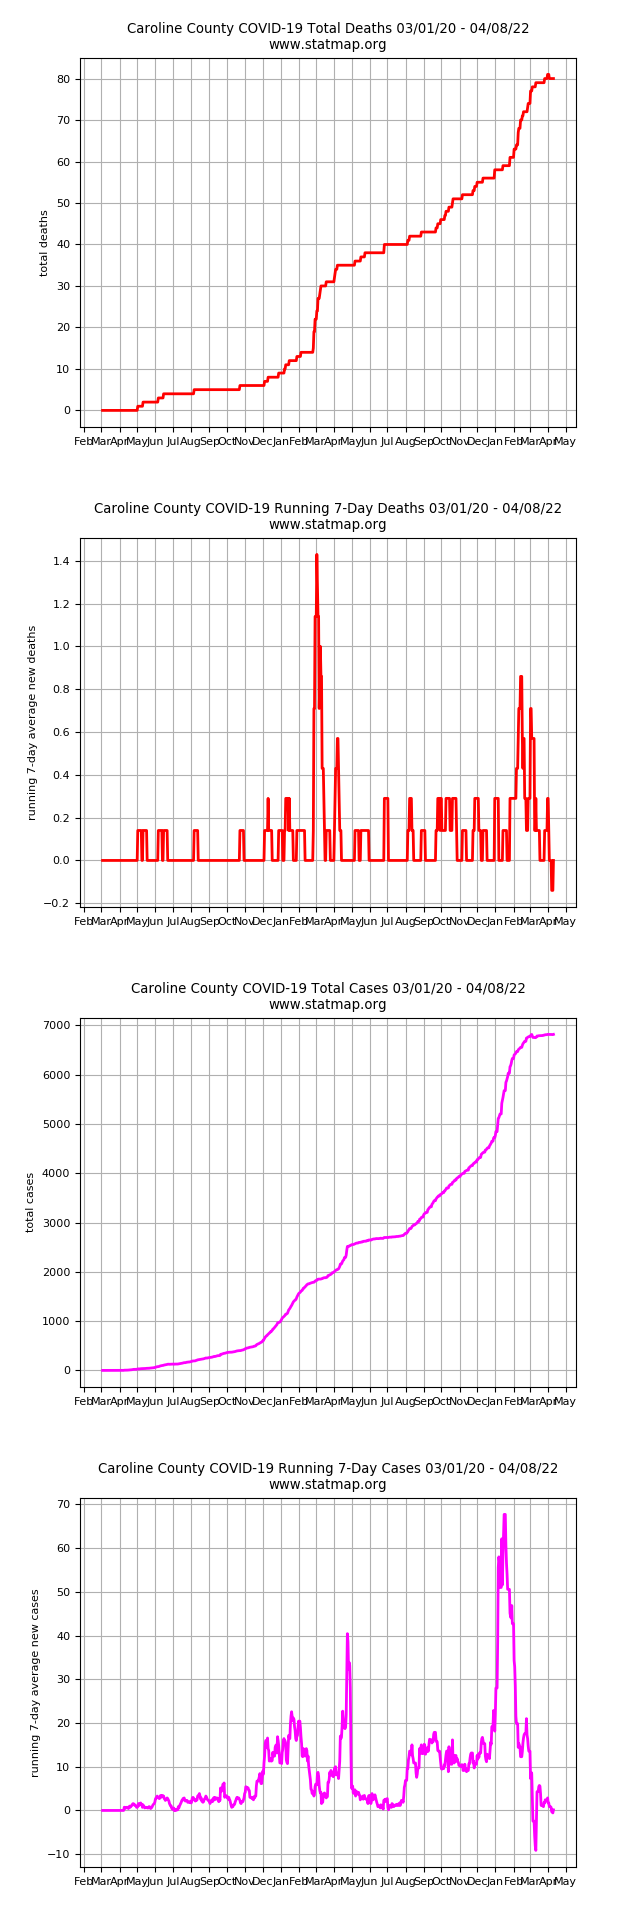 Caroline County COVID-19 Total Deaths 03/01/20 - 04/08/22
www.statmap.org
80
70
60
50
40
30
20
10
0
total deaths
Feb Mar Apr May Jun Jul Aug Sep Oct Nov Dec Jan Feb Mar Apr May Jun Jul Aug Sep Oct Nov Dec Jan Feb Mar Apr May
Caroline County COVID-19 Running 7-Day Deaths 03/01/20 - 04/08/22
www.statmap.org
1.4
1.2
1.0
0.8
0.6
0.4
0.2
0.0
−0.2
running 7-day average new deaths
Feb Mar Apr May Jun Jul Aug Sep Oct Nov Dec Jan Feb Mar Apr May Jun Jul Aug Sep Oct Nov Dec Jan Feb Mar Apr May
Caroline County COVID-19 Total Cases 03/01/20 - 04/08/22
www.statmap.org
7000
6000
5000
4000
3000
2000
1000
0
total cases
Feb Mar Apr May Jun Jul Aug Sep Oct Nov Dec Jan Feb Mar Apr May Jun Jul Aug Sep Oct Nov Dec Jan Feb Mar Apr May
Caroline County COVID-19 Running 7-Day Cases 03/01/20 - 04/08/22
www.statmap.org
70
60
50
40
30
20
10
0
−10
running 7-day average new cases
Feb Mar Apr May Jun Jul Aug Sep Oct Nov Dec Jan Feb Mar Apr May Jun Jul Aug Sep Oct Nov Dec Jan Feb Mar Apr May